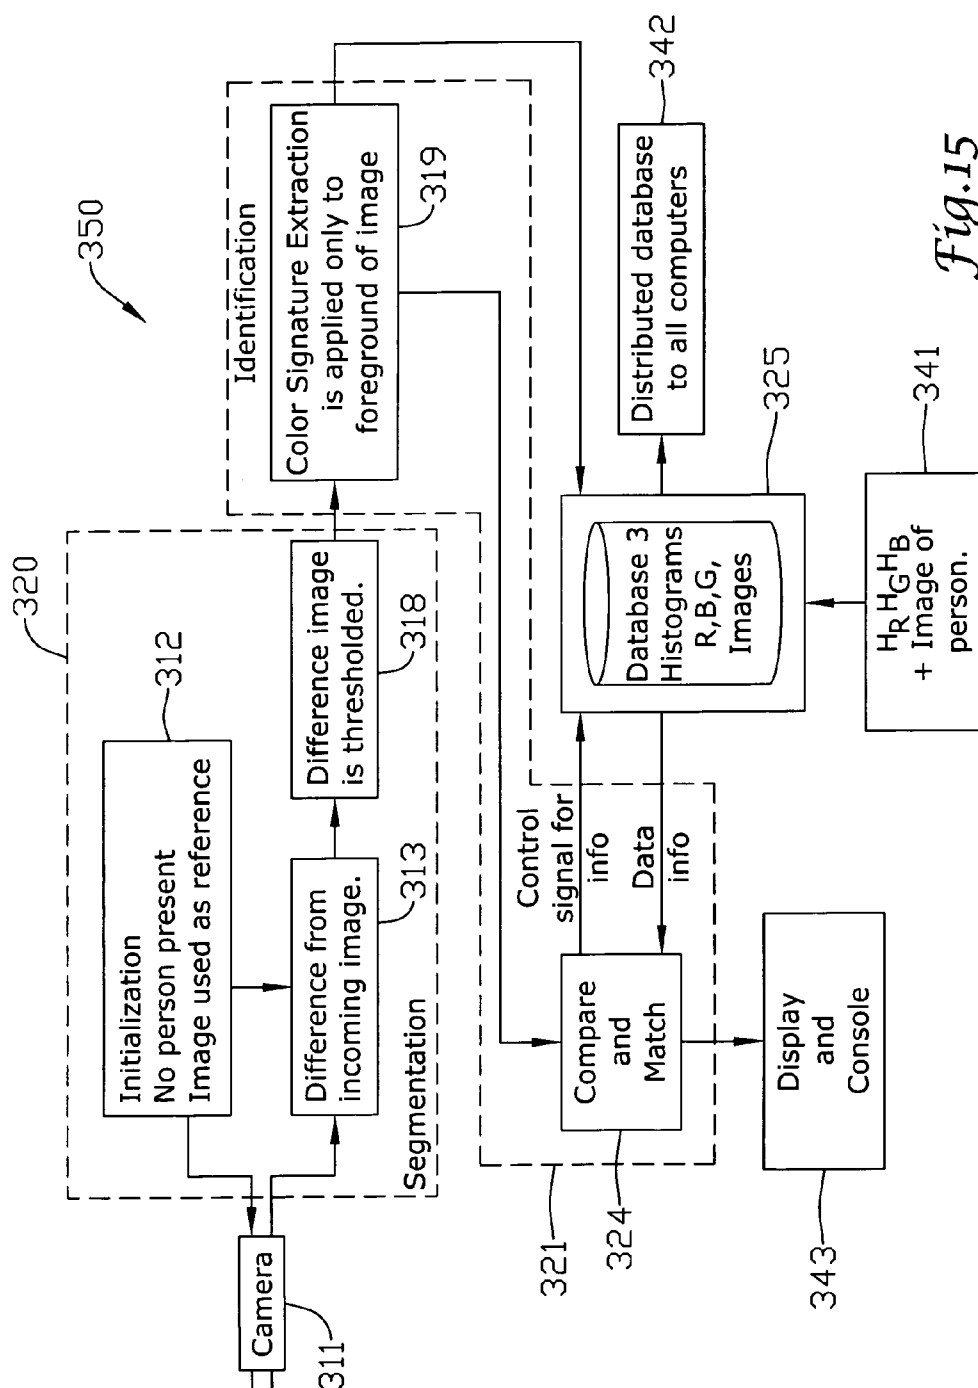 350
320
Initialization
No person present
Image used as reference
312
Camera
311
Difference from
incoming image.
313
Difference image
is thresholded.
318
Segmentation
Identification
Color Signature Extraction
is applied only to
foreground of image
319
321
Compare
and
Match
324
Control
signal for
info
Data
info
Database 3
Histograms
R,B,G,
Images
325
Distributed database
to all computers
342
Display
and
Console
343
HRHGHB
+ Image of
person.
341
Fig.15